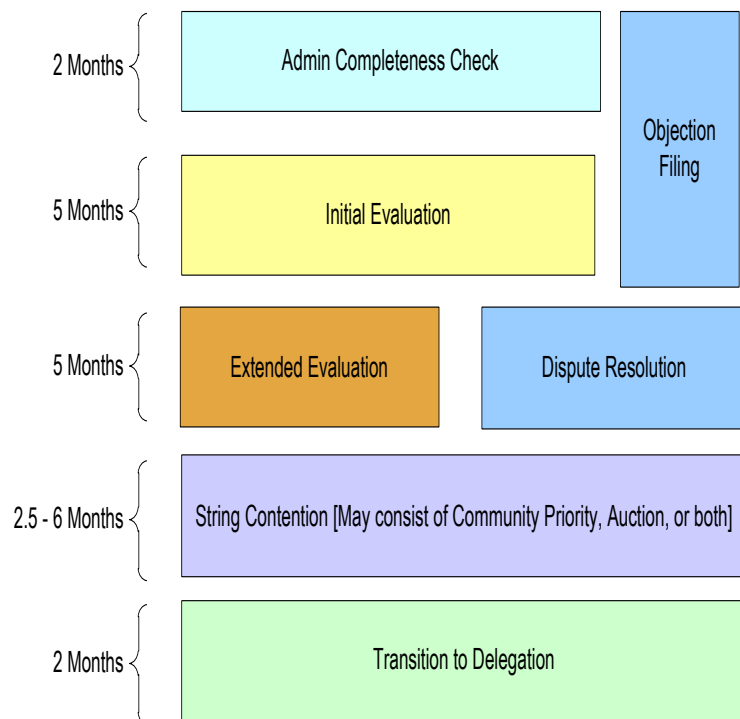 2 Months
Admin Completeness Check
Objection
Filing
5 Months
Initial Evaluation
5 Months
Extended Evaluation
Dispute Resolution
2.5 - 6 Months
String Contention [May consist of Community Priority, Auction, or both]
2 Months
Transition to Delegation